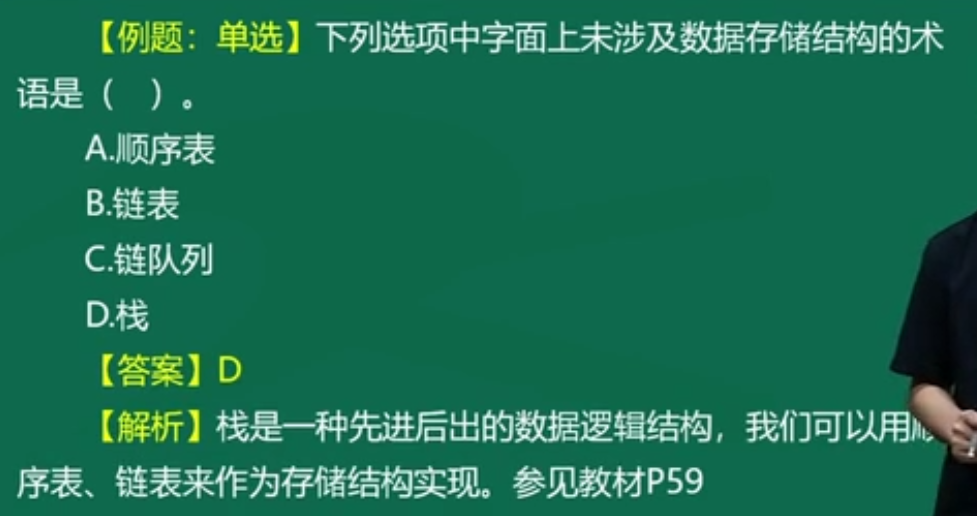 【例题：单选】下列选项中字面上未涉及数据存储结构的术
语是（ ）。
A.顺序表
B.链表
C.链队列
D.栈
【答案】D
【解析】栈是一种先进后出的数据逻辑结构，我们可以用顺
序表、链表来作为存储结构实现。参见教材P59